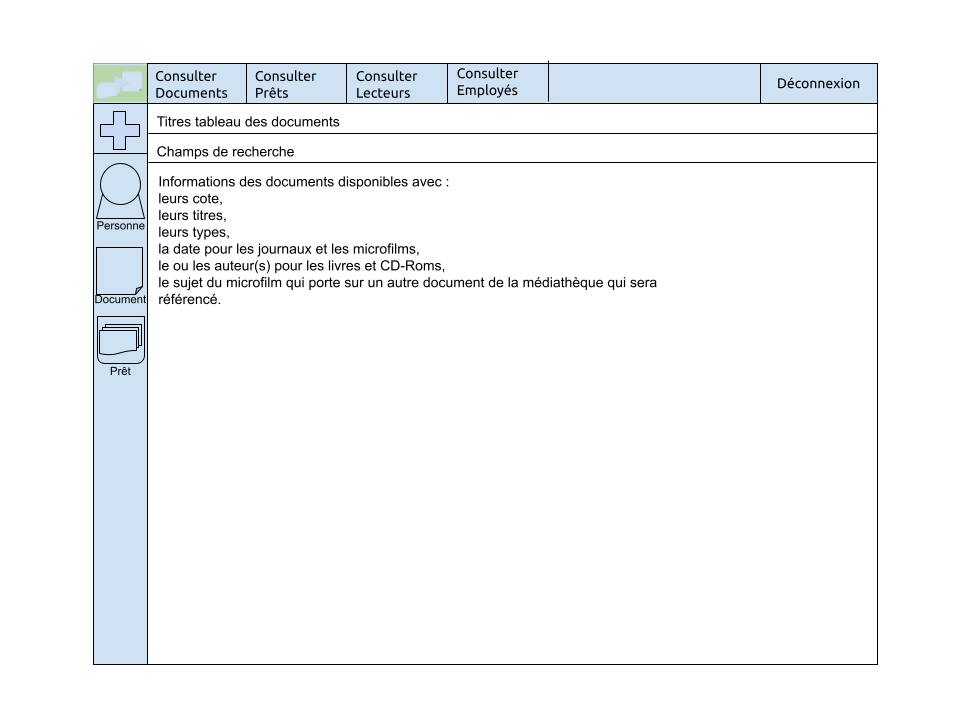 Consulter
Documents
Consulter
Prêts
Consulter
Lecteurs
Consulter
Employés
Déconnexion
Titres tableau des documents
Champs de recherche
Personne
Document
Prêt
Informations des documents disponibles avec :
leurs cote,
leurs titres,
leurs types,
la date pour les journaux et les microfilms,
le ou les auteur(s) pour les livres et CD-Roms,
le sujet du microfilm qui porte sur un autre document de la médiathèque qui sera
référencé.